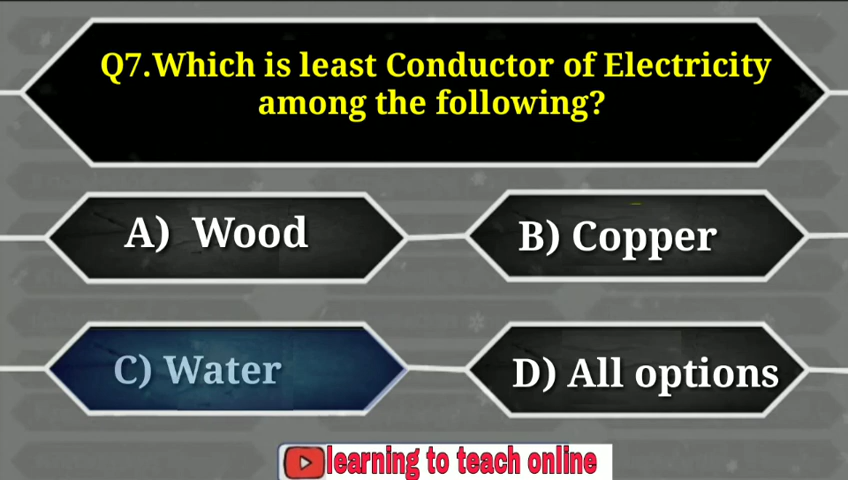 Q7.Which is least Conductor of Electricity
among the following?
A) Wood
B) Copper
C) Water
D) All options
learning to teach online